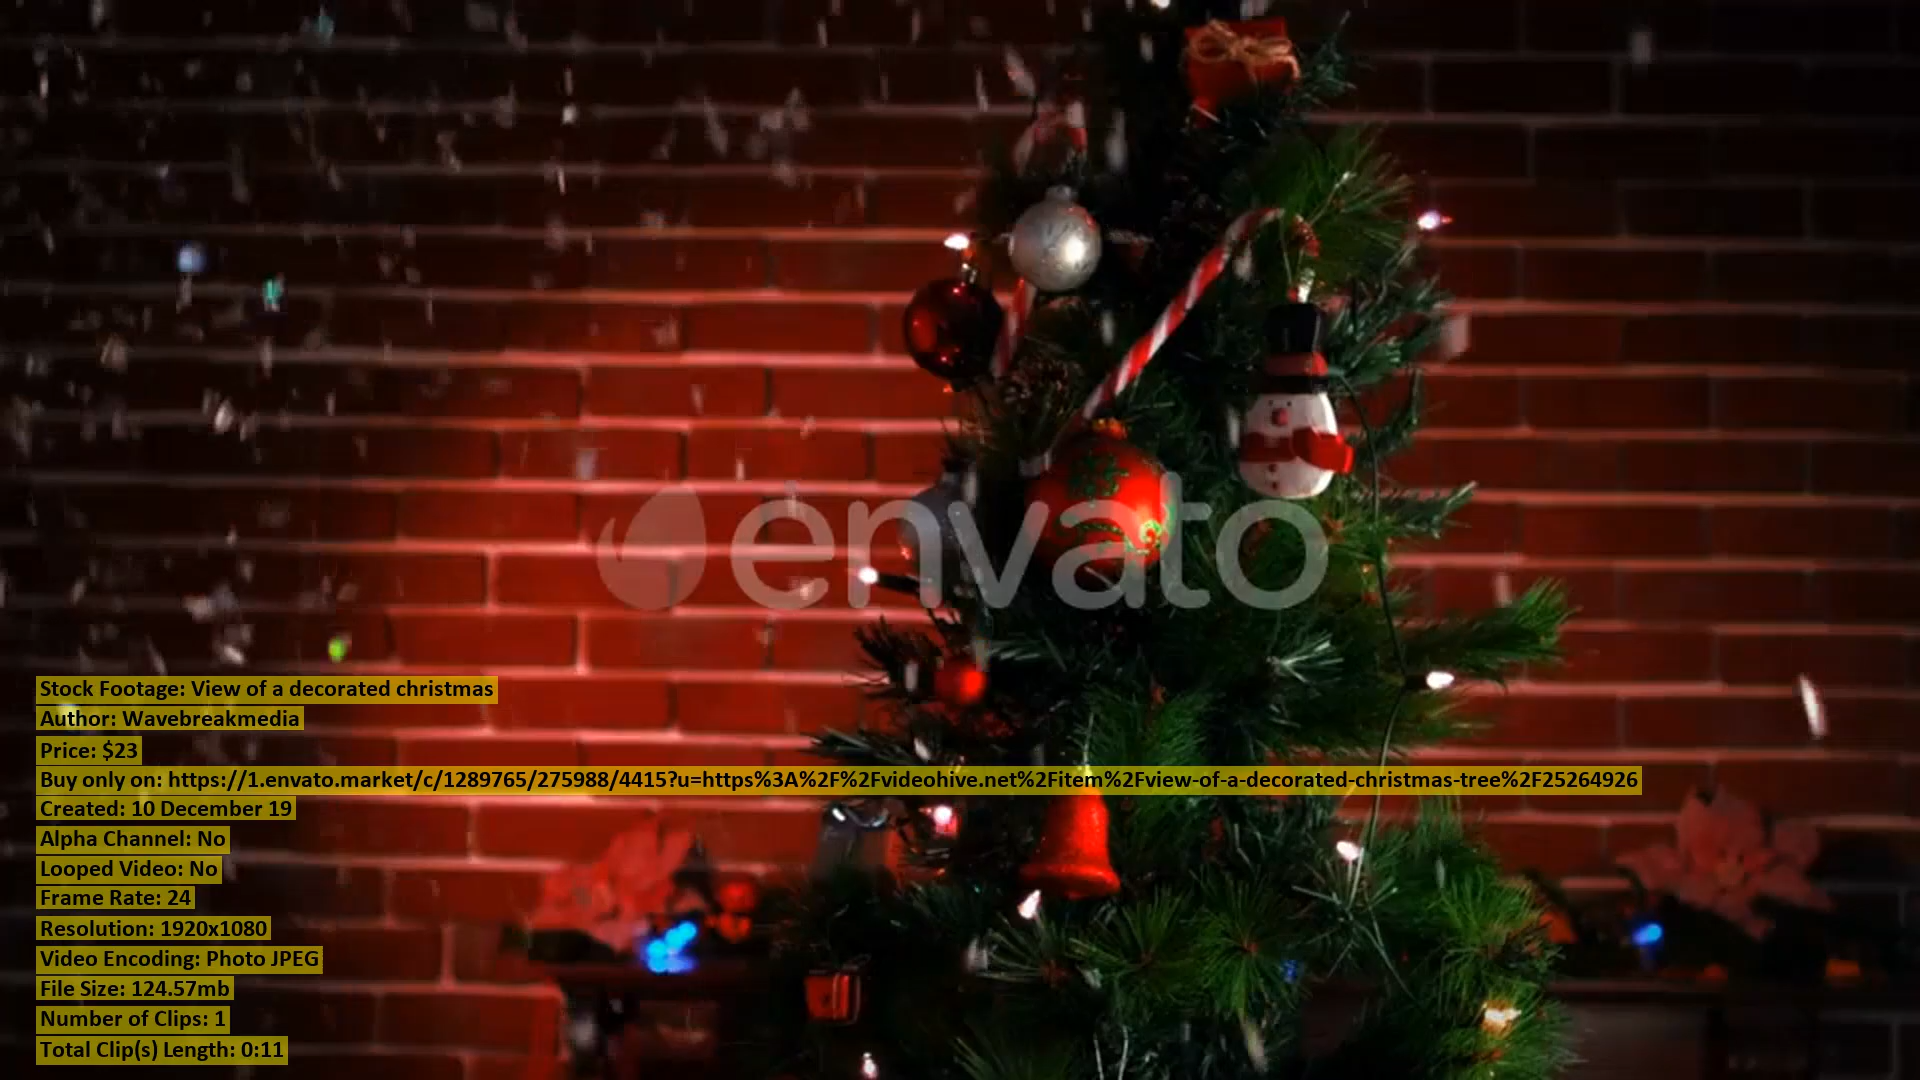 envato
Stock Footage: View of a decorated christmas
Author: Wavebreakmedia
Price: $23
Buy only on: https://1.envato.market/c/1289765/275988/4415?u=https%3A%2F%2Fvideohive.net%2Fitem%2Fview-of-a-decorated-christmas-tree%2F25264926
Created: 10 December 19
Alpha Channel: No
Looped Video: No
Frame Rate: 24
Resolution: 1920x1080
Video Encoding: Photo JPEG
File Size: 124.57mb
Number of Clips: 1
Total Clip(s) Length: 0:11